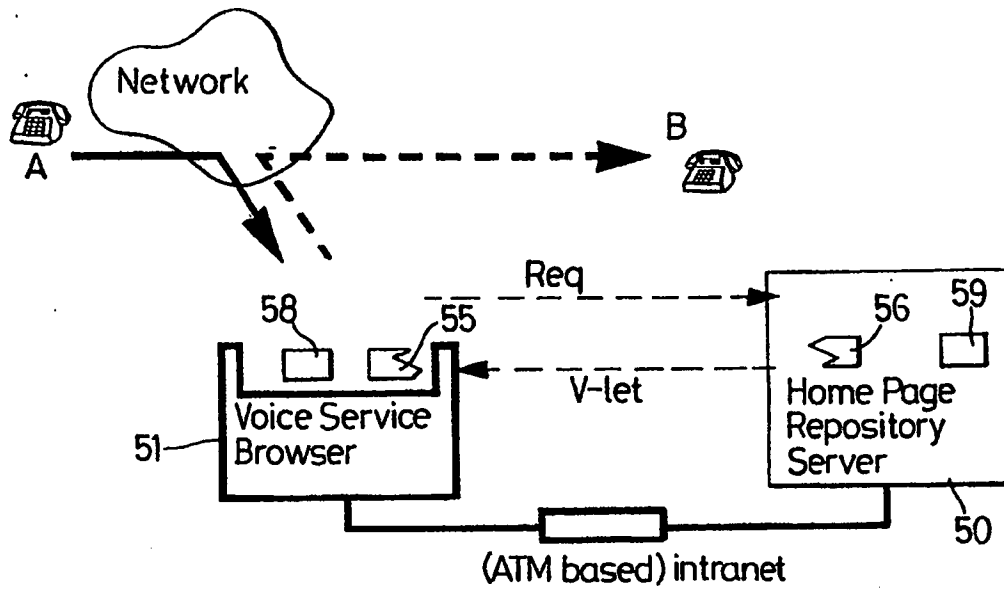 Network
A
B
Req
58
55
56
59
V-let
Voice Service
Browser
51
Home Page
Repository
Server
50
(ATM based) intranet